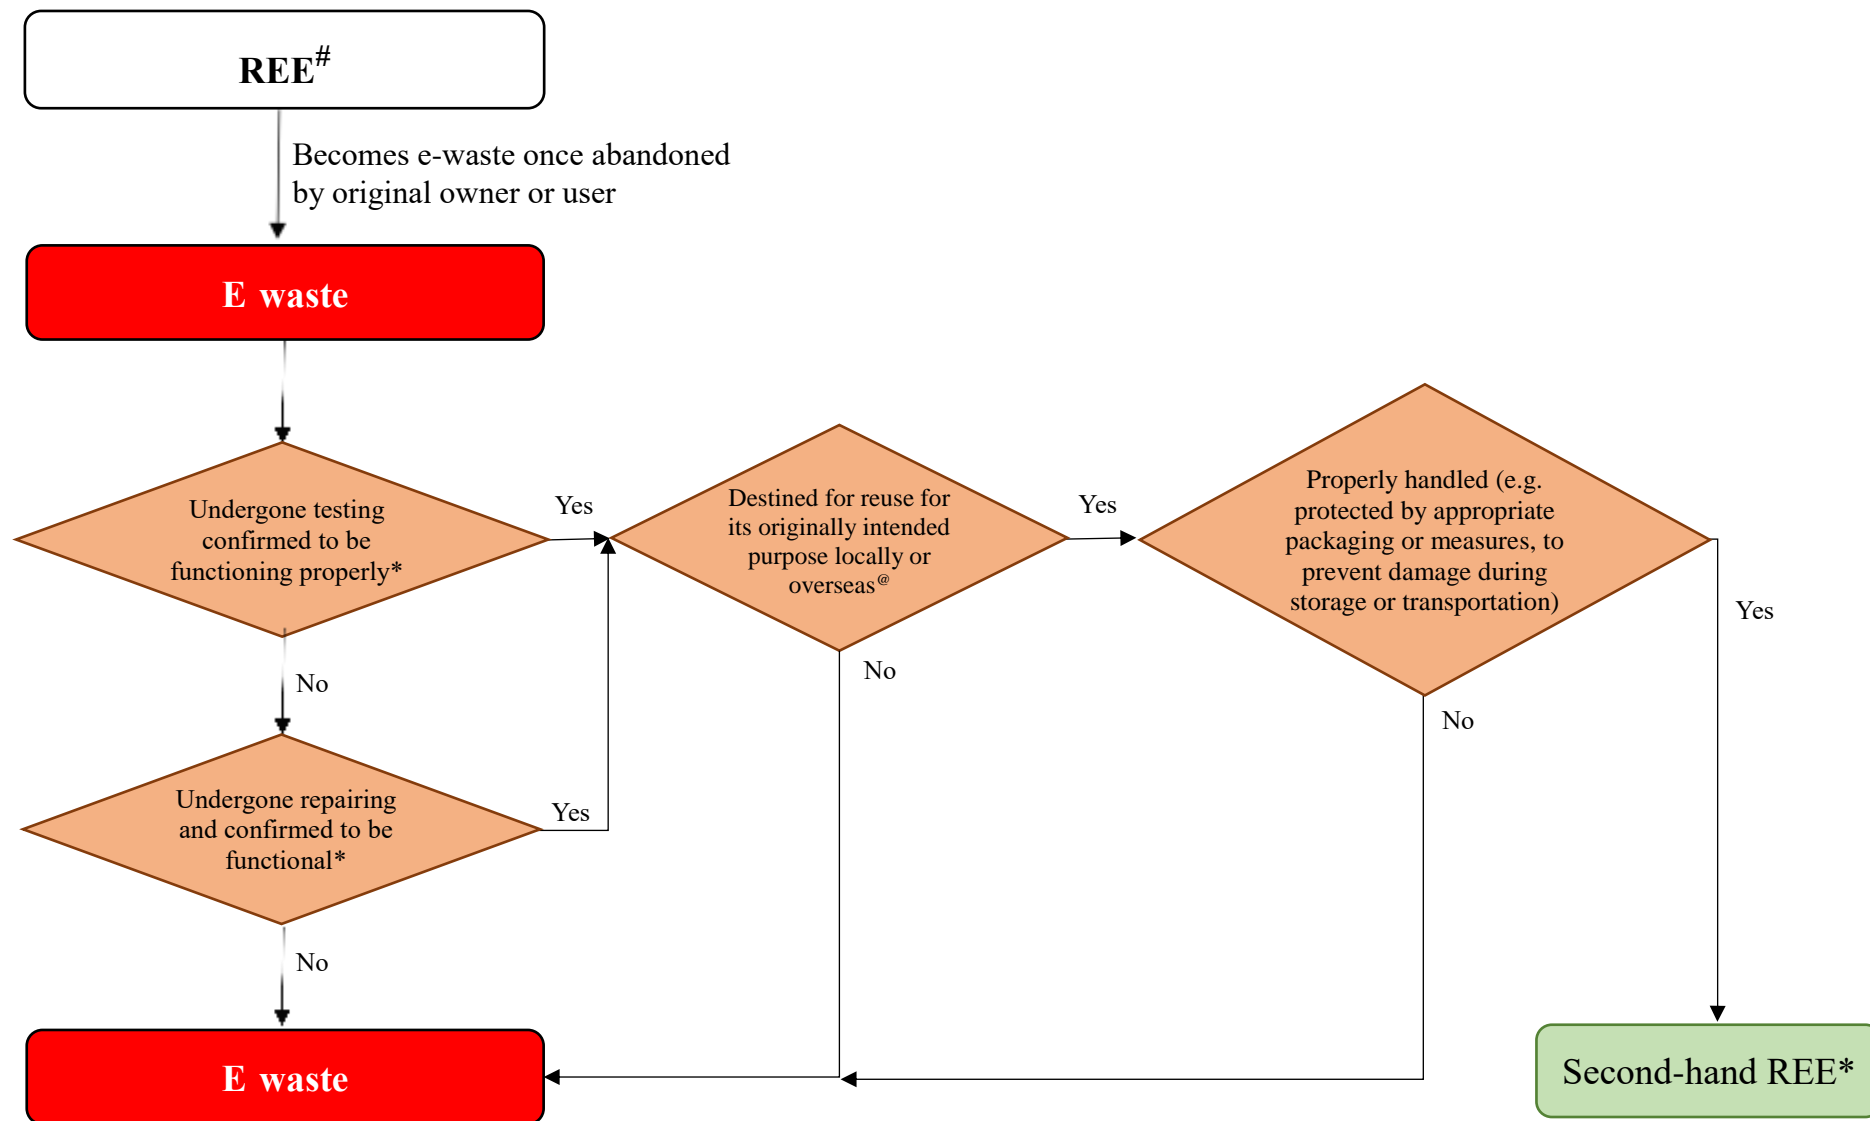 REE#
Becomes e-waste once abandoned
by original owner or user
E waste
Undergone testing
confirmed to be
functioning properly*
Yes
Destined for reuse for
its originally intended
purpose locally or
overseas@
Yes
Properly handled (e.g.
protected by appropriate
packaging or measures, to
prevent damage during
storage or transportation)
Yes
No
No
No
Undergone repairing
and confirmed to be
functional*
Yes
No
E waste
Second-hand REE*